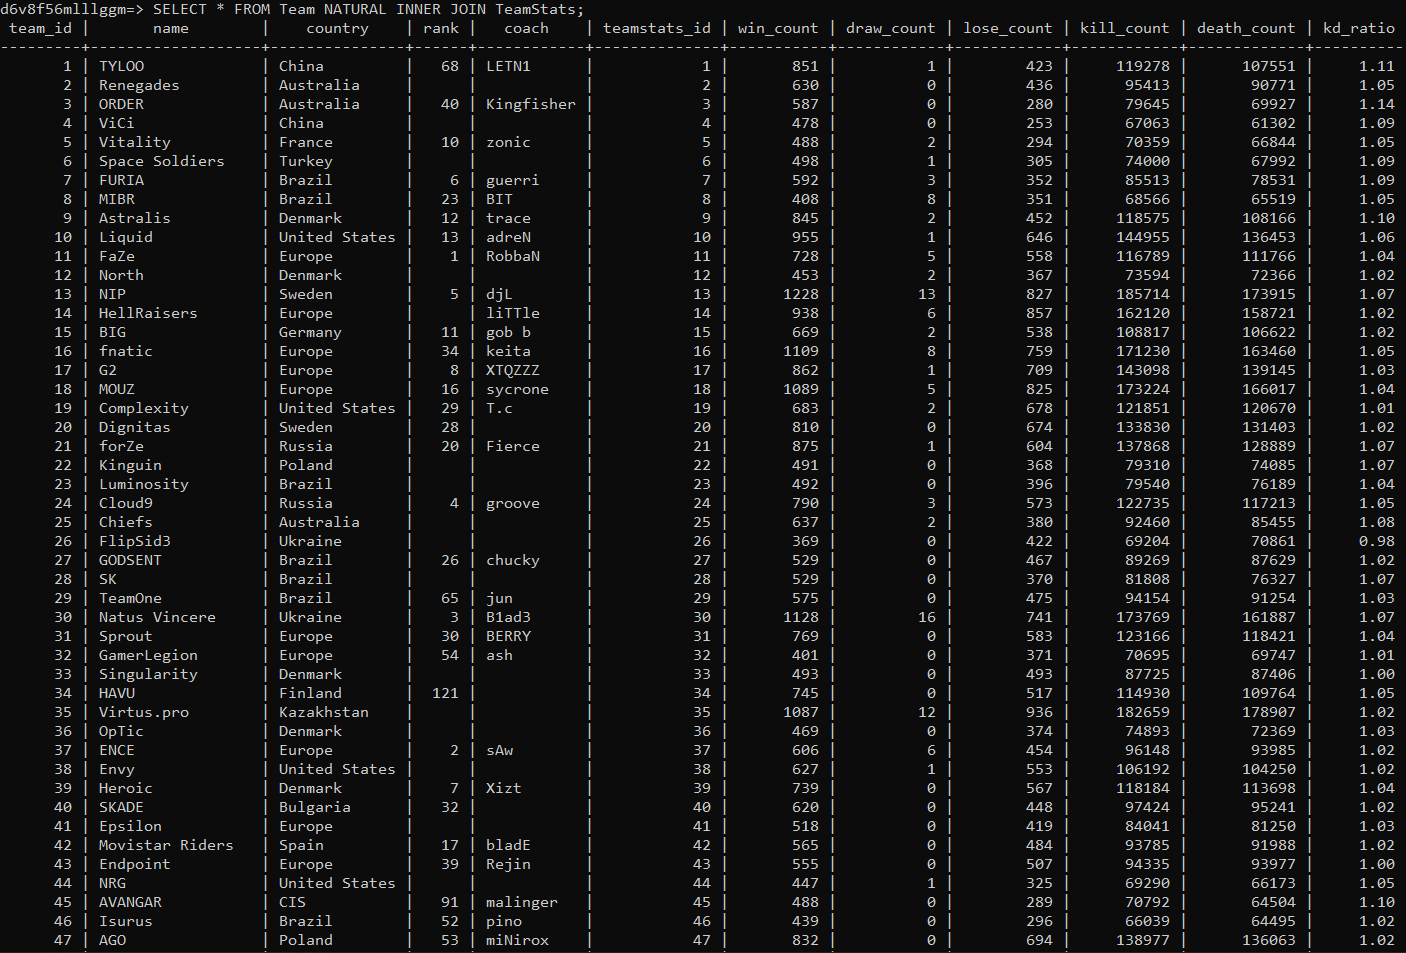 d6v8f56mlllggm=> SELECT * FROM Team NATURAL INNER JOIN TeamStats;
 team_id |       name        |    country    | rank |   coach    | teamstats_id | win_count | draw_count | lose_count | kill_count | death_count | kd_ratio
---------+-------------------+---------------+------+------------+--------------+-----------+------------+------------+------------+-------------+----------
       1 | TYLOO             | China         |   68 | LETN1      |            1 |       851 |          1 |        423 |     119278 |      107551 |     1.11
       2 | Renegades         | Australia     |      |            |            2 |       630 |          0 |        436 |      95413 |       90771 |     1.05
       3 | ORDER             | Australia     |   40 | Kingfisher |            3 |       587 |          0 |        280 |      79645 |       69927 |     1.14
       4 | ViCi              | China         |      |            |            4 |       478 |          0 |        253 |      67063 |       61302 |     1.09
       5 | Vitality          | France        |   10 | zonic      |            5 |       488 |          2 |        294 |      70359 |       66844 |     1.05
       6 | Space Soldiers    | Turkey        |      |            |            6 |       498 |          1 |        305 |      74000 |       67992 |     1.09
       7 | FURIA             | Brazil        |    6 | guerri     |            7 |       592 |          3 |        352 |      85513 |       78531 |     1.09
       8 | MIBR              | Brazil        |   23 | BIT        |            8 |       408 |          8 |        351 |      68566 |       65519 |     1.05
       9 | Astralis          | Denmark       |   12 | trace      |            9 |       845 |          2 |        452 |     118575 |      108166 |     1.10
      10 | Liquid            | United States |   13 | adreN      |           10 |       955 |          1 |        646 |     144955 |      136453 |     1.06
      11 | FaZe              | Europe        |    1 | RobbaN     |           11 |       728 |          5 |        558 |     116789 |      111766 |     1.04
      12 | North             | Denmark       |      |            |           12 |       453 |          2 |        367 |      73594 |       72366 |     1.02
      13 | NIP               | Sweden        |    5 | djL        |           13 |      1228 |         13 |        827 |     185714 |      173915 |     1.07
      14 | HellRaisers       | Europe        |      | liTTle     |           14 |       938 |          6 |        857 |     162120 |      158721 |     1.02
      15 | BIG               | Germany       |   11 | gob b      |           15 |       669 |          2 |        538 |     108817 |      106622 |     1.02
      16 | fnatic            | Europe        |   34 | keita      |           16 |      1109 |          8 |        759 |     171230 |      163460 |     1.05
      17 | G2                | Europe        |    8 | XTQZZZ     |           17 |       862 |          1 |        709 |     143098 |      139145 |     1.03
      18 | MOUZ              | Europe        |   16 | sycrone    |           18 |      1089 |          5 |        825 |     173224 |      166017 |     1.04
      19 | Complexity        | United States |   29 | T.c        |           19 |       683 |          2 |        678 |     121851 |      120670 |     1.01
      20 | Dignitas          | Sweden        |   28 |            |           20 |       810 |          0 |        674 |     133830 |      131403 |     1.02
      21 | forZe             | Russia        |   20 | Fierce     |           21 |       875 |          1 |        604 |     137868 |      128889 |     1.07
      22 | Kinguin           | Poland        |      |            |           22 |       491 |          0 |        368 |      79310 |       74085 |     1.07
      23 | Luminosity        | Brazil        |      |            |           23 |       492 |          0 |        396 |      79540 |       76189 |     1.04
      24 | Cloud9            | Russia        |    4 | groove     |           24 |       790 |          3 |        573 |     122735 |      117213 |     1.05
      25 | Chiefs            | Australia     |      |            |           25 |       637 |          2 |        380 |      92460 |       85455 |     1.08
      26 | FlipSid3          | Ukraine       |      |            |           26 |       369 |          0 |        422 |      69204 |       70861 |     0.98
      27 | GODSENT           | Brazil        |   26 | chucky     |           27 |       529 |          0 |        467 |      89269 |       87629 |     1.02
      28 | SK                | Brazil        |      |            |           28 |       529 |          0 |        370 |      81808 |       76327 |     1.07
      29 | TeamOne           | Brazil        |   65 | jun        |           29 |       575 |          0 |        475 |      94154 |       91254 |     1.03
      30 | Natus Vincere     | Ukraine       |    3 | B1ad3      |           30 |      1128 |         16 |        741 |     173769 |      161887 |     1.07
      31 | Sprout            | Europe        |   30 | BERRY      |           31 |       769 |          0 |        583 |     123166 |      118421 |     1.04
      32 | GamerLegion       | Europe        |   54 | ash        |           32 |       401 |          0 |        371 |      70695 |       69747 |     1.01
      33 | Singularity       | Denmark       |      |            |           33 |       493 |          0 |        493 |      87725 |       87406 |     1.00
      34 | HAVU              | Finland       |  121 |            |           34 |       745 |          0 |        517 |     114930 |      109764 |     1.05
      35 | Virtus.pro        | Kazakhstan    |      |            |           35 |      1087 |         12 |        936 |     182659 |      178907 |     1.02
      36 | OpTic             | Denmark       |      |            |           36 |       469 |          0 |        374 |      74893 |       72369 |     1.03
      37 | ENCE              | Europe        |    2 | sAw        |           37 |       606 |          6 |        454 |      96148 |       93985 |     1.02
      38 | Envy              | United States |      |            |           38 |       627 |          1 |        553 |     106192 |      104250 |     1.02
      39 | Heroic            | Denmark       |    7 | Xizt       |           39 |       739 |          0 |        567 |     118184 |      113698 |     1.04
      40 | SKADE             | Bulgaria      |   32 |            |           40 |       620 |          0 |        448 |      97424 |       95241 |     1.02
      41 | Epsilon           | Europe        |      |            |           41 |       518 |          0 |        419 |      84041 |       81250 |     1.03
      42 | Movistar Riders   | Spain         |   17 | bladE      |           42 |       565 |          0 |        484 |      93785 |       91988 |     1.02
      43 | Endpoint          | Europe        |   39 | Rejin      |           43 |       555 |          0 |        507 |      94335 |       93977 |     1.00
      44 | NRG               | United States |      |            |           44 |       447 |          1 |        325 |      69290 |       66173 |     1.05
      45 | AVANGAR           | CIS           |   91 | malinger   |           45 |       488 |          0 |        289 |      70792 |       64504 |     1.10
      46 | Isurus            | Brazil        |   52 | pino       |           46 |       439 |          0 |        296 |      66039 |       64495 |     1.02
      47 | AGO               | Poland        |   53 | miNirox    |           47 |       832 |          0 |        694 |     138977 |      136063 |     1.02